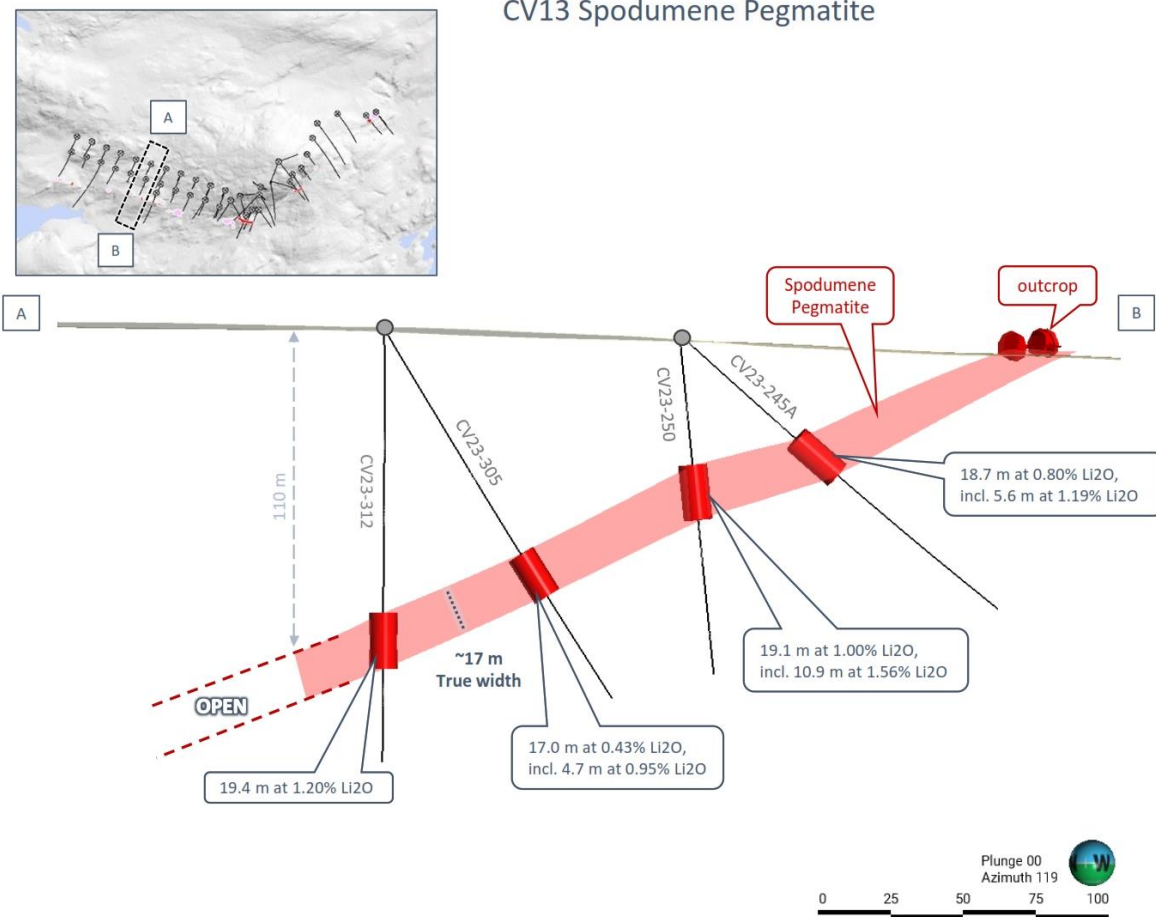 CV13 Spodumene Pegmatite
A
B
A
B
Spodumene
Pegmatite
outcrop
110 m
CV23-312
CV23-305
CV23-250
CV23-245A
18.7 m at 0.80% Li2O,
incl. 5.6 m at 1.19% Li2O
19.1 m at 1.00% Li2O,
incl. 10.9 m at 1.56% Li2O
~17 m
True width
OPEN
17.0 m at 0.43% Li2O,
incl. 4.7 m at 0.95% Li2O
19.4 m at 1.20% Li2O
Plunge 00
Azimuth 119
W
0 25 50 75 100